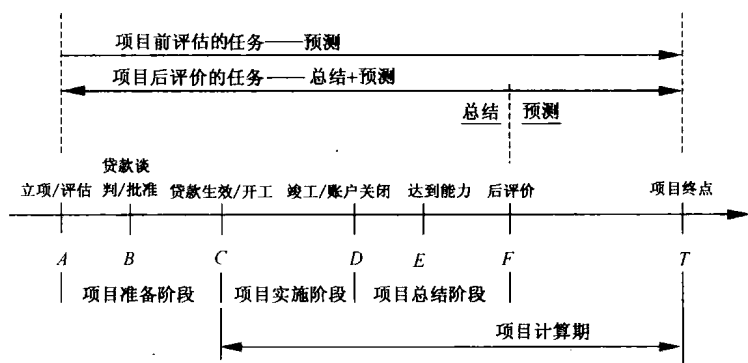 项目前评估的任务——预测
项目后评价的任务——总结+预测
总结 预测
贷款谈
立项/评估 判/批准 贷款生效/开工 竣工/账户关闭 达到能力 后评价 项目终点
A B C D E F T
项目准备阶段 项目实施阶段 项目总结阶段
项目计算期